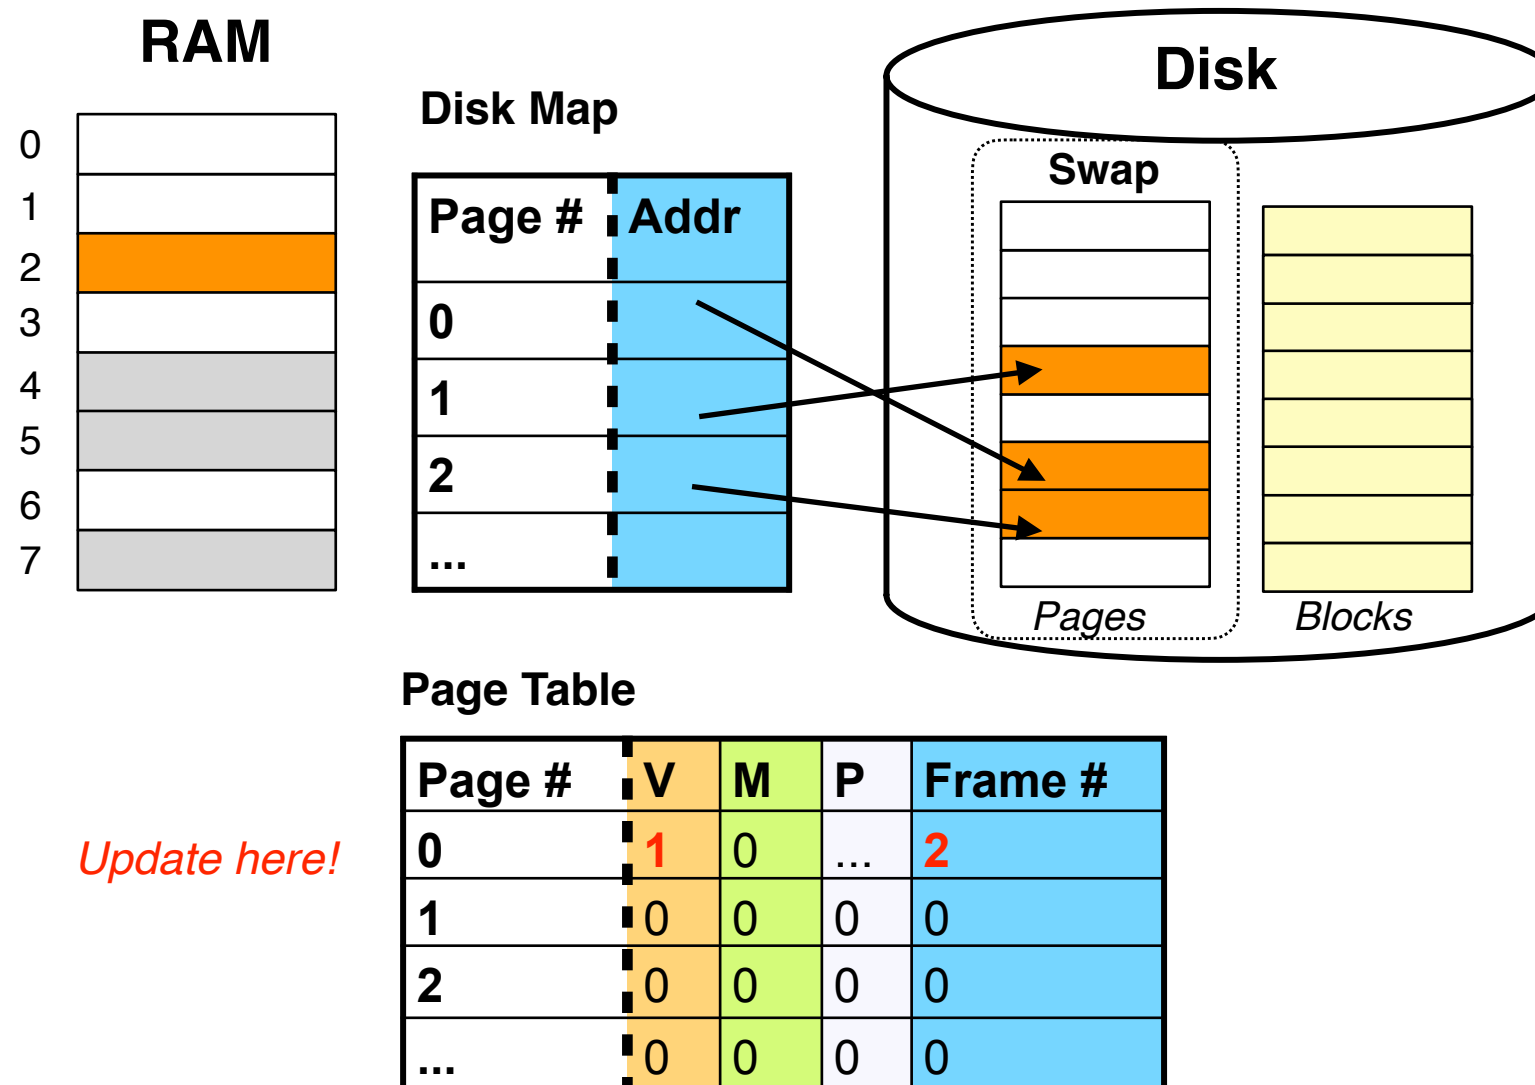 RAM
0
1
2
3
4
5
6
7
Disk Map
Page # Addr
0
1
2
...
Disk
Swap
Pages
Blocks
Page Table
Page # V M P Frame #
0 1 0 ... 2
1 0 0 0 0
2 0 0 0 0
... 0 0 0 0
Update here!